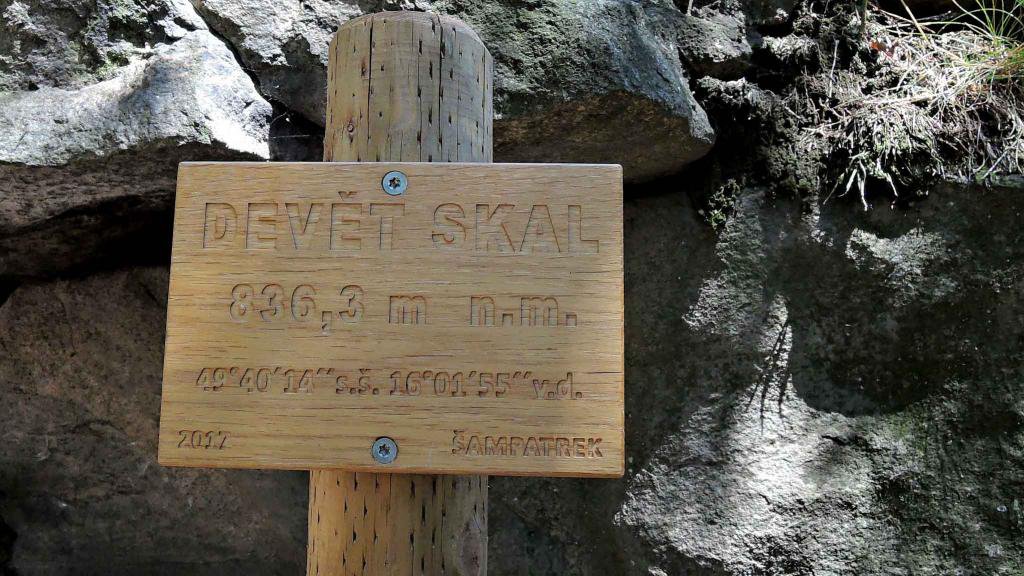 DEVĚT SKAL
836,3 m n.m.
49°40′14′′s.š. 16°01′55′′v.d.
2017 ŠAMPATREK